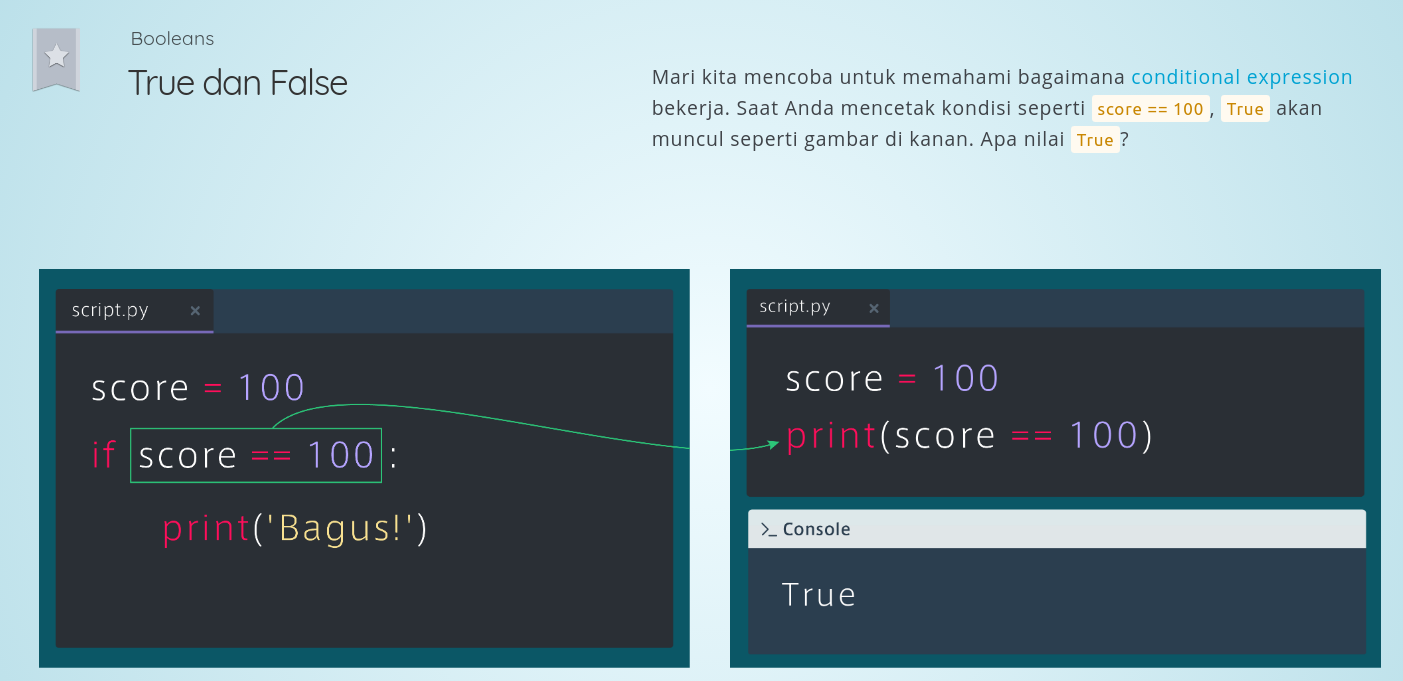 Booleans
True dan False
Mari kita mencoba untuk memahami bagaimana conditional expression
bekerja. Saat Anda mencetak kondisi seperti score == 100, True akan
muncul seperti gambar di kanan. Apa nilai True?
script.py ×
score = 100
if score == 100 :
print('Bagus!')
script.py ×
score = 100
print(score == 100)
>_ Console
True